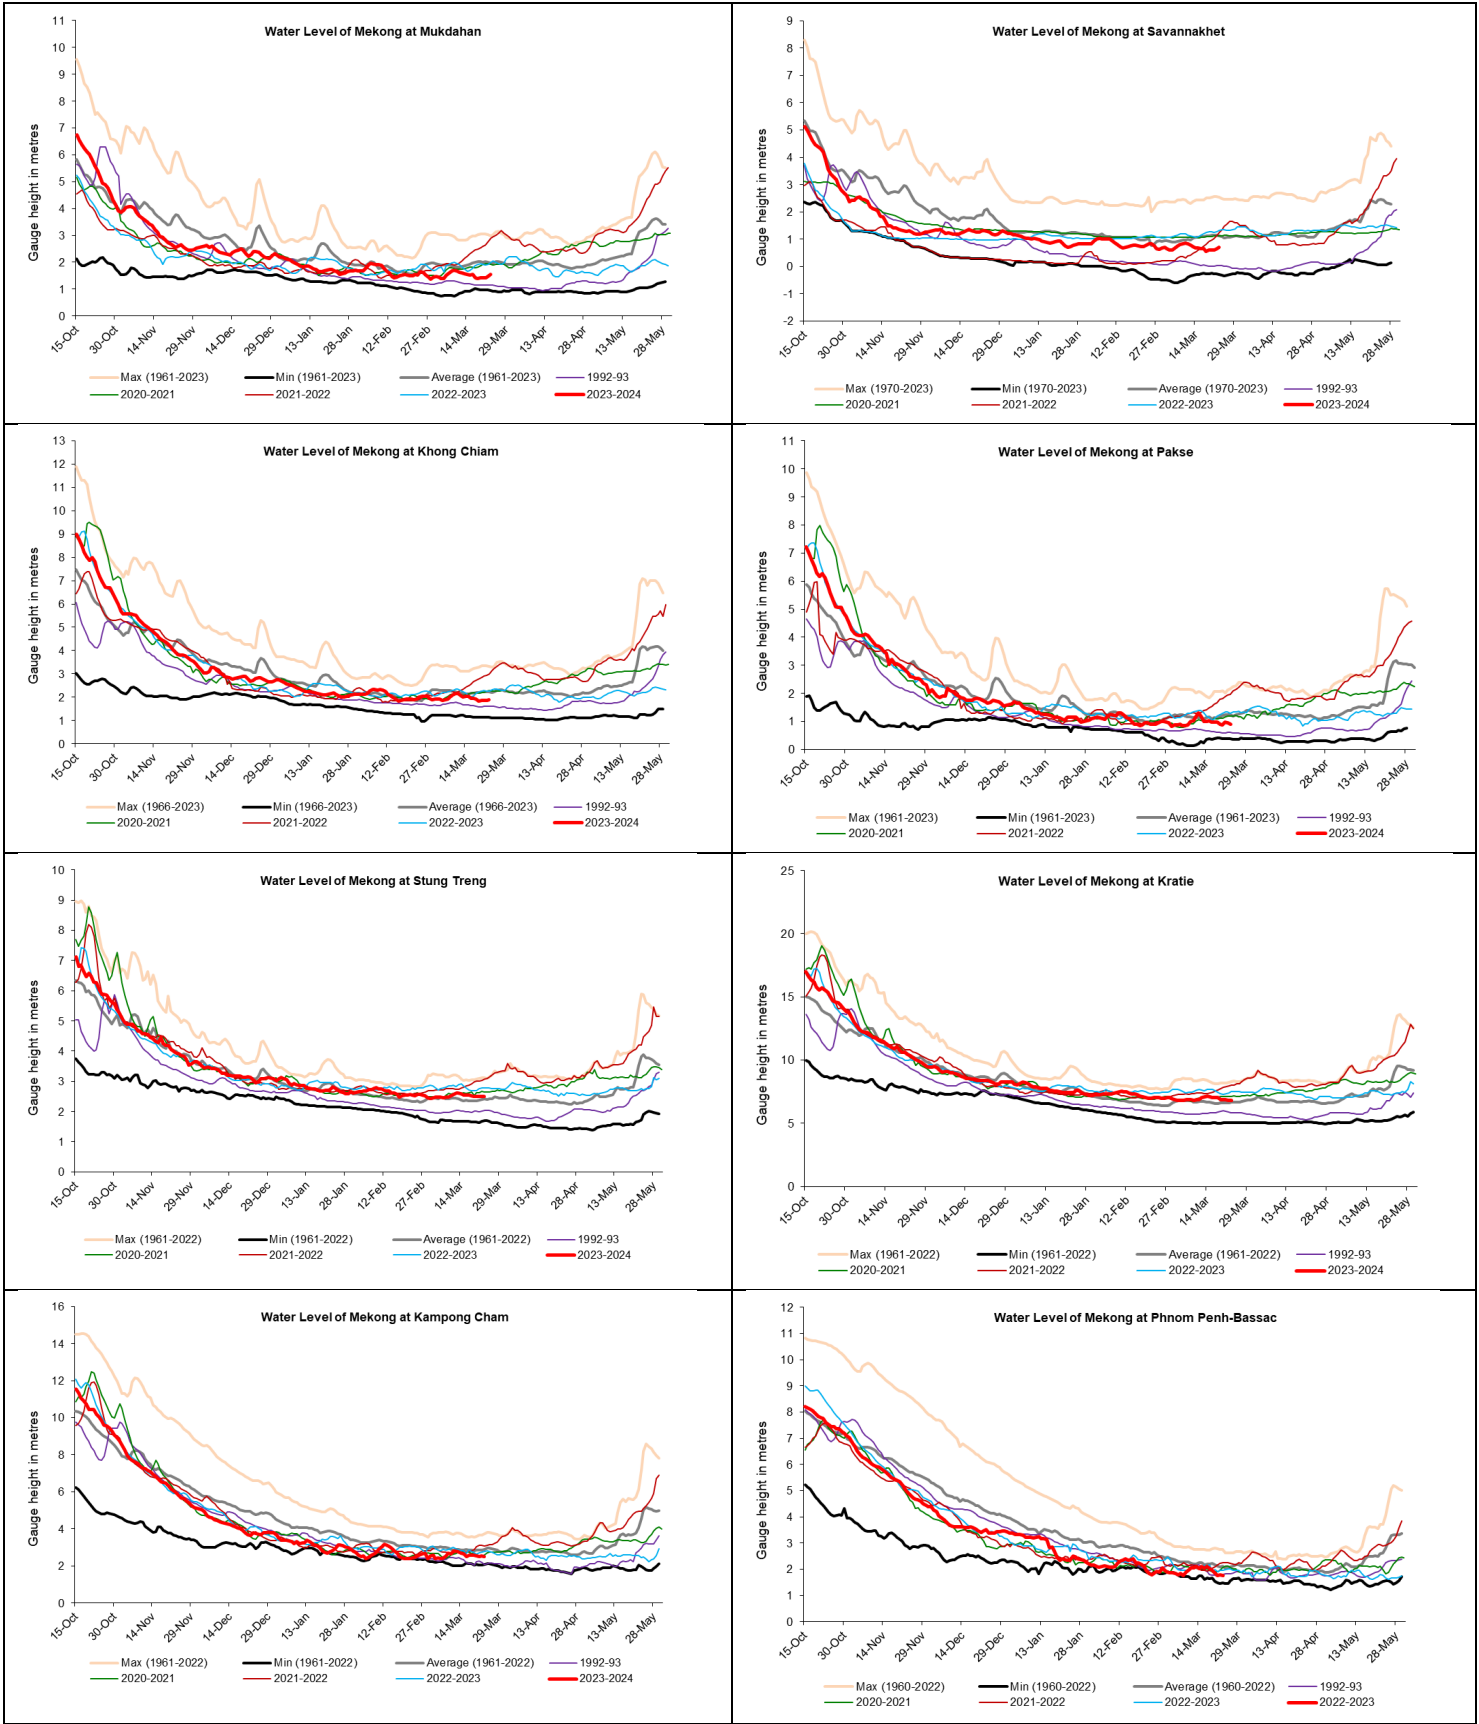 Water Level of Mekong at Mukdahan
Gauge height in metres
11
10
9
8
7
6
5
4
3
2
1
0
15-Oct 30-Oct 14-Nov 29-Nov 14-Dec 29-Dec 13-Jan 28-Jan 12-Feb 27-Feb 14-Mar 29-Mar 13-Apr 28-Apr 13-May 28-May
Max (1961-2023) Min (1961-2023) Average (1961-2023) 1992-93
2020-2021 2021-2022 2022-2023 2023-2024
Water Level of Mekong at Savannakhet
Gauge height in metres
9
8
7
6
5
4
3
2
1
0
-1
-2
15-Oct 30-Oct 14-Nov 29-Nov 14-Dec 29-Dec 13-Jan 28-Jan 12-Feb 27-Feb 14-Mar 29-Mar 13-Apr 28-Apr 13-May 28-May
Max (1970-2023) Min (1970-2023) Average (1970-2023) 1992-93
2020-2021 2021-2022 2022-2023 2023-2024
Water Level of Mekong at Khong Chiam
Gauge height in metres
13
12
11
10
9
8
7
6
5
4
3
2
1
0
15-Oct 30-Oct 14-Nov 29-Nov 14-Dec 29-Dec 13-Jan 28-Jan 12-Feb 27-Feb 14-Mar 29-Mar 13-Apr 28-Apr 13-May 28-May
Max (1966-2023) Min (1966-2023) Average (1966-2023) 1992-93
2020-2021 2021-2022 2022-2023 2023-2024
Water Level of Mekong at Pakse
Gauge height in metres
11
10
9
8
7
6
5
4
3
2
1
0
15-Oct 30-Oct 14-Nov 29-Nov 14-Dec 29-Dec 13-Jan 28-Jan 12-Feb 27-Feb 14-Mar 29-Mar 13-Apr 28-Apr 13-May 28-May
Max (1961-2023) Min (1961-2023) Average (1961-2023) 1992-93
2020-2021 2021-2022 2022-2023 2023-2024
Water Level of Mekong at Stung Treng
Gauge height in metres
10
9
8
7
6
5
4
3
2
1
0
15-Oct 30-Oct 14-Nov 29-Nov 14-Dec 29-Dec 13-Jan 28-Jan 12-Feb 27-Feb 14-Mar 29-Mar 13-Apr 28-Apr 13-May 28-May
Max (1961-2022) Min (1961-2022) Average (1961-2022) 1992-93
2020-2021 2021-2022 2022-2023 2023-2024
Water Level of Mekong at Kratie
Gauge height in metres
25
20
15
10
5
0
15-Oct 30-Oct 14-Nov 29-Nov 14-Dec 29-Dec 13-Jan 28-Jan 12-Feb 27-Feb 14-Mar 29-Mar 13-Apr 28-Apr 13-May 28-May
Max (1961-2022) Min (1961-2022) Average (1961-2022) 1992-93
2020-2021 2021-2022 2022-2023 2023-2024
Water Level of Mekong at Kampong Cham
Gauge height in metres
16
14
12
10
8
6
4
2
0
15-Oct 30-Oct 14-Nov 29-Nov 14-Dec 29-Dec 13-Jan 28-Jan 12-Feb 27-Feb 14-Mar 29-Mar 13-Apr 28-Apr 13-May 28-May
Max (1961-2022) Min (1961-2022) Average (1961-2022) 1992-93
2020-2021 2021-2022 2022-2023 2023-2024
Water Level of Mekong at Phnom Penh-Bassac
Gauge height in metres
12
11
10
9
8
7
6
5
4
3
2
1
0
15-Oct 30-Oct 14-Nov 29-Nov 14-Dec 29-Dec 13-Jan 28-Jan 12-Feb 27-Feb 14-Mar 29-Mar 13-Apr 28-Apr 13-May 28-May
Max (1960-2022) Min (1960-2022) Average (1960-2022) 1992-93
2020-2021 2021-2022 2022-2023 2022-2023